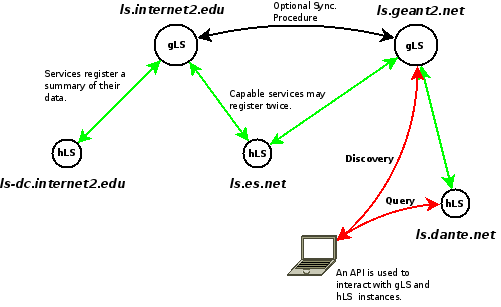 ls.internet2.edu
Optional Sync.
Procedure
ls.geant2.net
gLS
gLS
Services register a
summary of their
data.
Capable services may
register twice.
hLS
ls-dc.internet2.edu
hLS
ls.es.net
Discovery
Query
hLS
ls.dante.net
An API is used to
interact with gLS and
hLS instances.